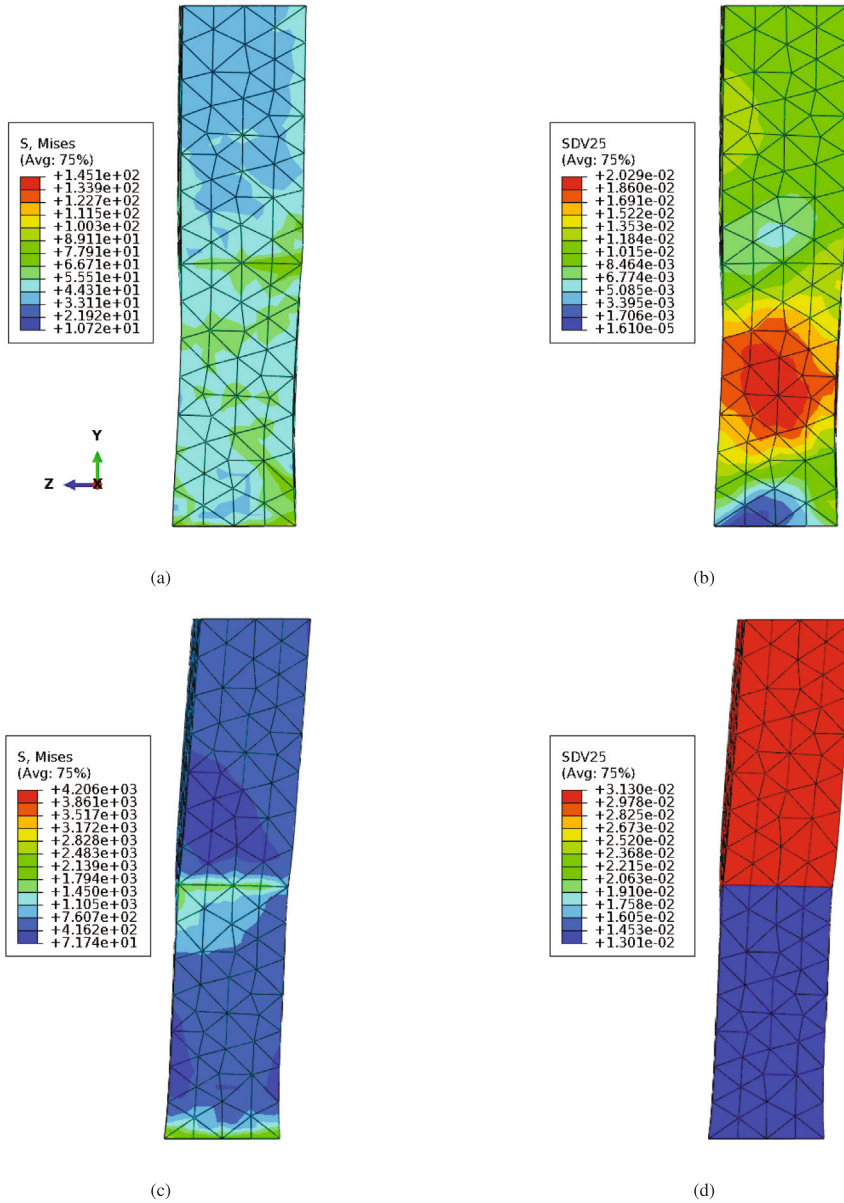 S, Mises
(Avg: 75%)
+1.451e+02
+1.339e+02
+1.227e+02
+1.115e+02
+1.003e+02
+8.911e+01
+7.791e+01
+6.671e+01
+5.551e+01
+4.431e+01
+3.311e+01
+2.192e+01
+1.072e+01
Y
Z
X
(a)
SDV25
(Avg: 75%)
+2.029e-02
+1.860e-02
+1.691e-02
+1.522e-02
+1.353e-02
+1.184e-02
+1.015e-02
+8.464e-03
+6.774e-03
+5.085e-03
+3.395e-03
+1.706e-03
+1.610e-05
(b)
S, Mises
(Avg: 75%)
+4.206e+03
+3.861e+03
+3.517e+03
+3.172e+03
+2.828e+03
+2.483e+03
+2.139e+03
+1.794e+03
+1.450e+03
+1.105e+03
+7.607e+02
+4.162e+02
+7.174e+01
(c)
SDV25
(Avg: 75%)
+3.130e-02
+2.978e-02
+2.825e-02
+2.673e-02
+2.520e-02
+2.368e-02
+2.215e-02
+2.063e-02
+1.910e-02
+1.758e-02
+1.605e-02
+1.453e-02
+1.301e-02
(d)